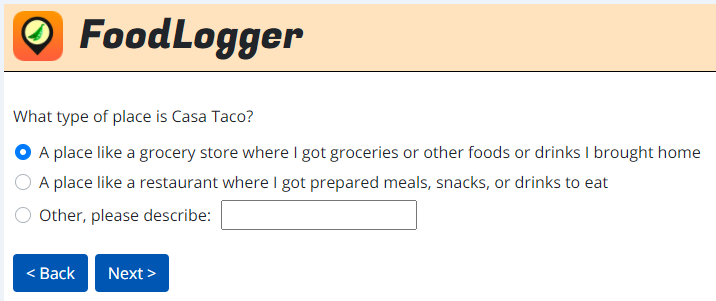 FoodLogger
What type of place is Casa Taco?
A place like a grocery store where I got groceries or other foods or drinks I brought home
A place like a restaurant where I got prepared meals, snacks, or drinks to eat
Other, please describe:
< Back Next >